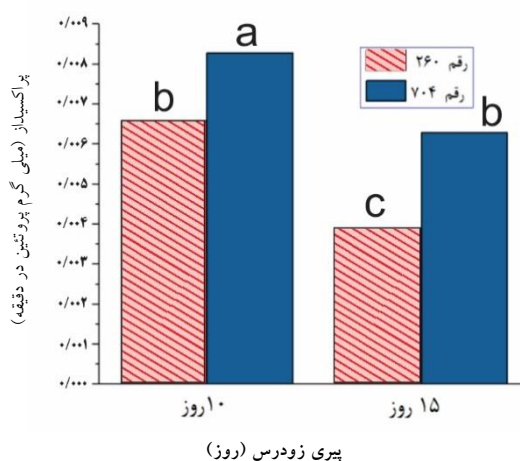 پراکسیداز (میلی گرم پروتئین در دقیقه)
۰/۰۰۹
۰/۰۰۸
۰/۰۰۷
۰/۰۰۶
۰/۰۰۵
۰/۰۰۴
۰/۰۰۳
۰/۰۰۲
۰/۰۰۱
۰/۰۰۰
رقم ۲۶۰
رقم ۷۰۴
b
a
c
b
۱۰روز
۱۵ روز
پیری زودرس (روز)